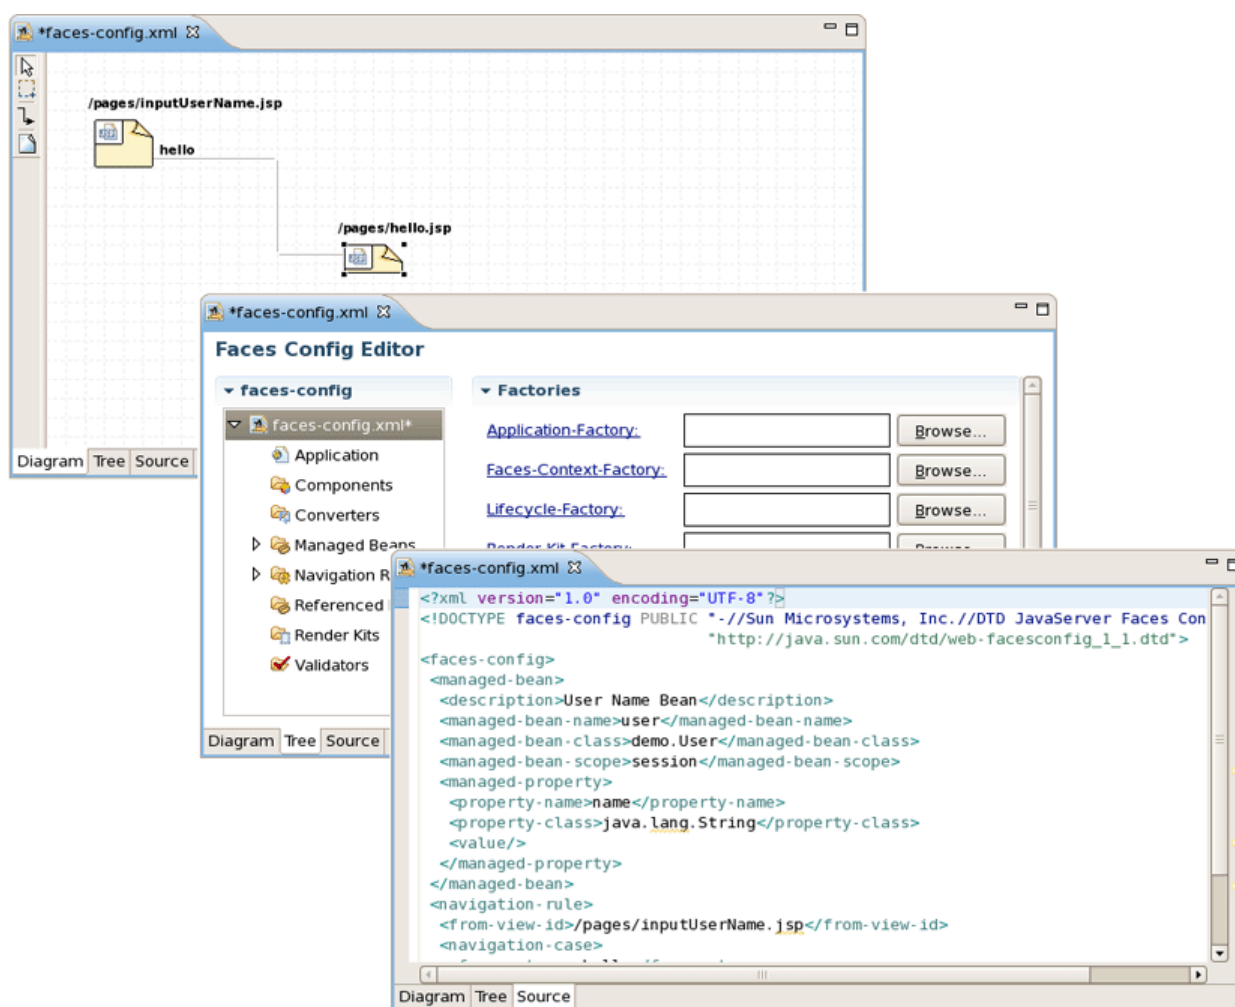 *faces-config.xml
/pages/inputUserName.jsp
hello
/pages/hello.jsp
Diagram Tree Source
*faces-config.xml
Faces Config Editor
faces-config
faces-config.xml*
Application
Components
Converters
Managed Beans
Navigation R
Referenced
Render Kits
Validators
Factories
Application-Factory: Browse...
Faces-Context-Factory: Browse...
Lifecycle-Factory: Browse...
Render-Kit-Factory: Browse...
Diagram Tree Source
*faces-config.xml
<?xml version="1.0" encoding="UTF-8"?>
<!DOCTYPE faces-config PUBLIC "-//Sun Microsystems, Inc.//DTD JavaServer Faces Con
"http://java.sun.com/dtd/web-facesconfig_1_1.dtd">
<faces-config>
<managed-bean>
<description>User Name Bean</description>
<managed-bean-name>user</managed-bean-name>
<managed-bean-class>demo.User</managed-bean-class>
<managed-bean-scope>session</managed-bean-scope>
<managed-property>
<property-name>name</property-name>
<property-class>java.lang.String</property-class>
<value/>
</managed-property>
</managed-bean>
<navigation-rule>
<from-view-id>/pages/inputUserName.jsp</from-view-id>
<navigation-case>
Diagram Tree Source